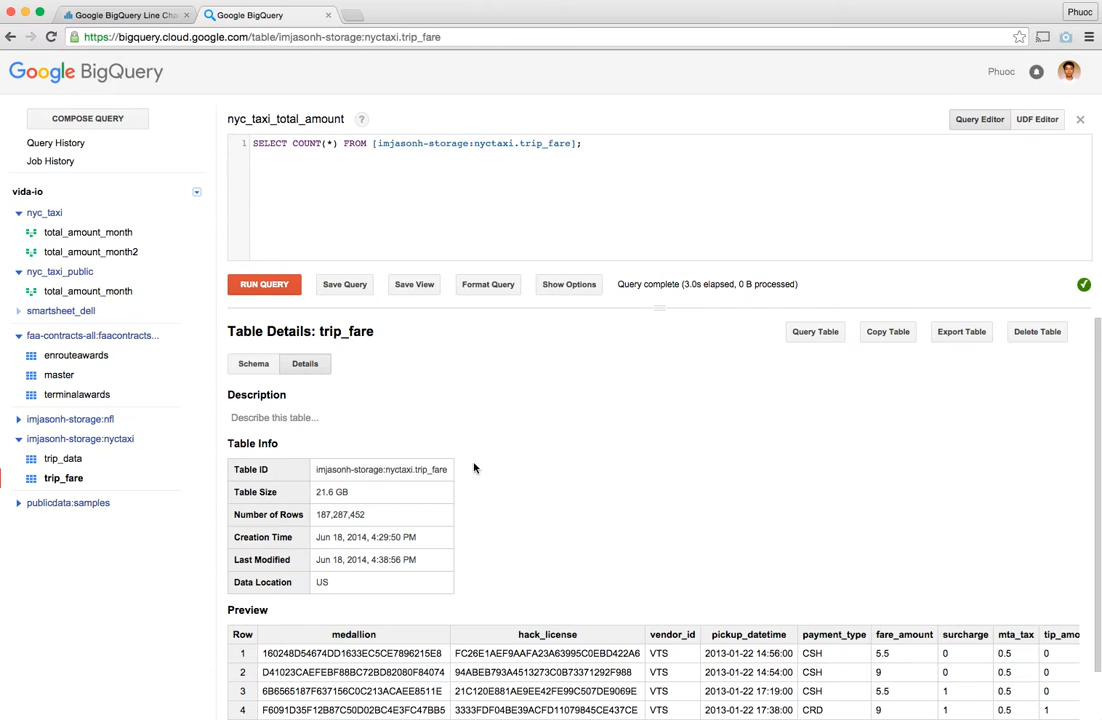 Google BigQuery Line Cha
Google BigQuery
Phuoc
https://bigquery.cloud.google.com/table/imjasonh-storage:nyctaxi.trip_fare
Google BigQuery
Phuoc
COMPOSE QUERY
Query History
Job History
vida-io
nyc_taxi
total_amount_month
total_amount_month2
nyc_taxi_public
total_amount_month
smartsheet_dell
faa-contracts-all:faacontracts...
enrouteawards
master
terminalawards
imjasonh-storage:nfl
imjasonh-storage:nyctaxi
trip_data
trip_fare
publicdata:samples
nyc_taxi_total_amount ?
Query Editor UDF Editor
1 SELECT COUNT(*) FROM [imjasonh-storage:nyctaxi.trip_fare];
RUN QUERY Save Query Save View Format Query Show Options Query complete (3.0s elapsed, 0 B processed)
Table Details: trip_fare
Query Table Copy Table Export Table Delete Table
Schema Details
Description
Describe this table...
Table Info
Table ID imjasonh-storage:nyctaxi.trip_fare
Table Size 21.6 GB
Number of Rows 187,287,452
Creation Time Jun 18, 2014, 4:29:50 PM
Last Modified Jun 18, 2014, 4:38:56 PM
Data Location US
Preview
Row medallion hack_license vendor_id pickup_datetime payment_type fare_amount surcharge mta_tax tip_amo
1 160248D54674DD1633EC5CE7896215E8 FC26E1AEF9AAFA23A63995C0EBD422A6 VTS 2013-01-22 14:56:00 CSH 5.5 0 0.5 0
2 D41023CAEFEBF88BC72BD82080F84074 94ABEB793A4513273C0B73371292F988 VTS 2013-01-22 14:54:00 CSH 9 0 0.5 0
3 6B6565187F637156C0C213ACAEE8511E 21C120E881AE9EE42FE99C507DE9069E VTS 2013-01-22 17:19:00 CSH 5.5 1 0.5 0
4 F6091D35F12B87C50D02BC4E3FC47BB5 3333FDF04BE39ACFD11079845CE437CE VTS 2013-01-22 17:38:00 CRD 9 1 0.5 1